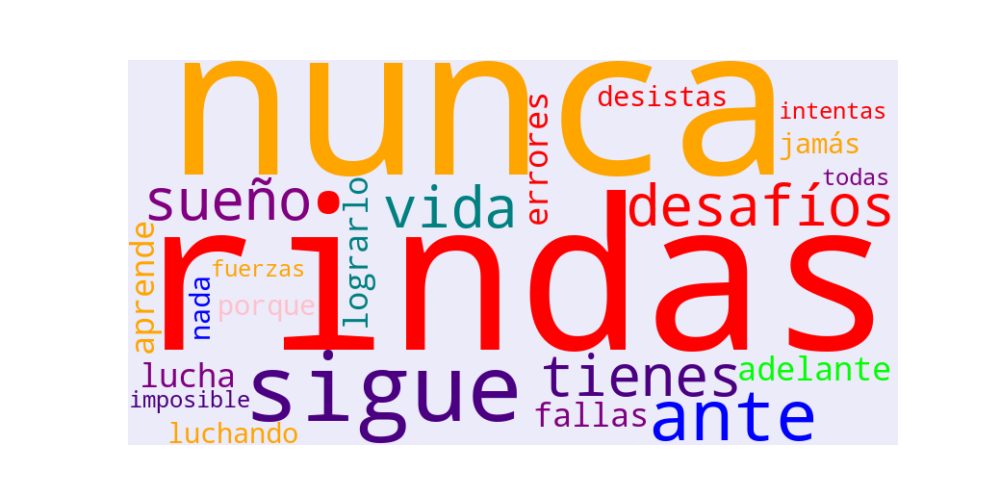 nunca
desistas
intentas
errores
jamás
todas
sueño
lograrlo
vida
desafíos
rindas
aprende
fuerzas
nada
porque
sigue
tienes
adelante
lucha
imposible
fallas
ante
luchando